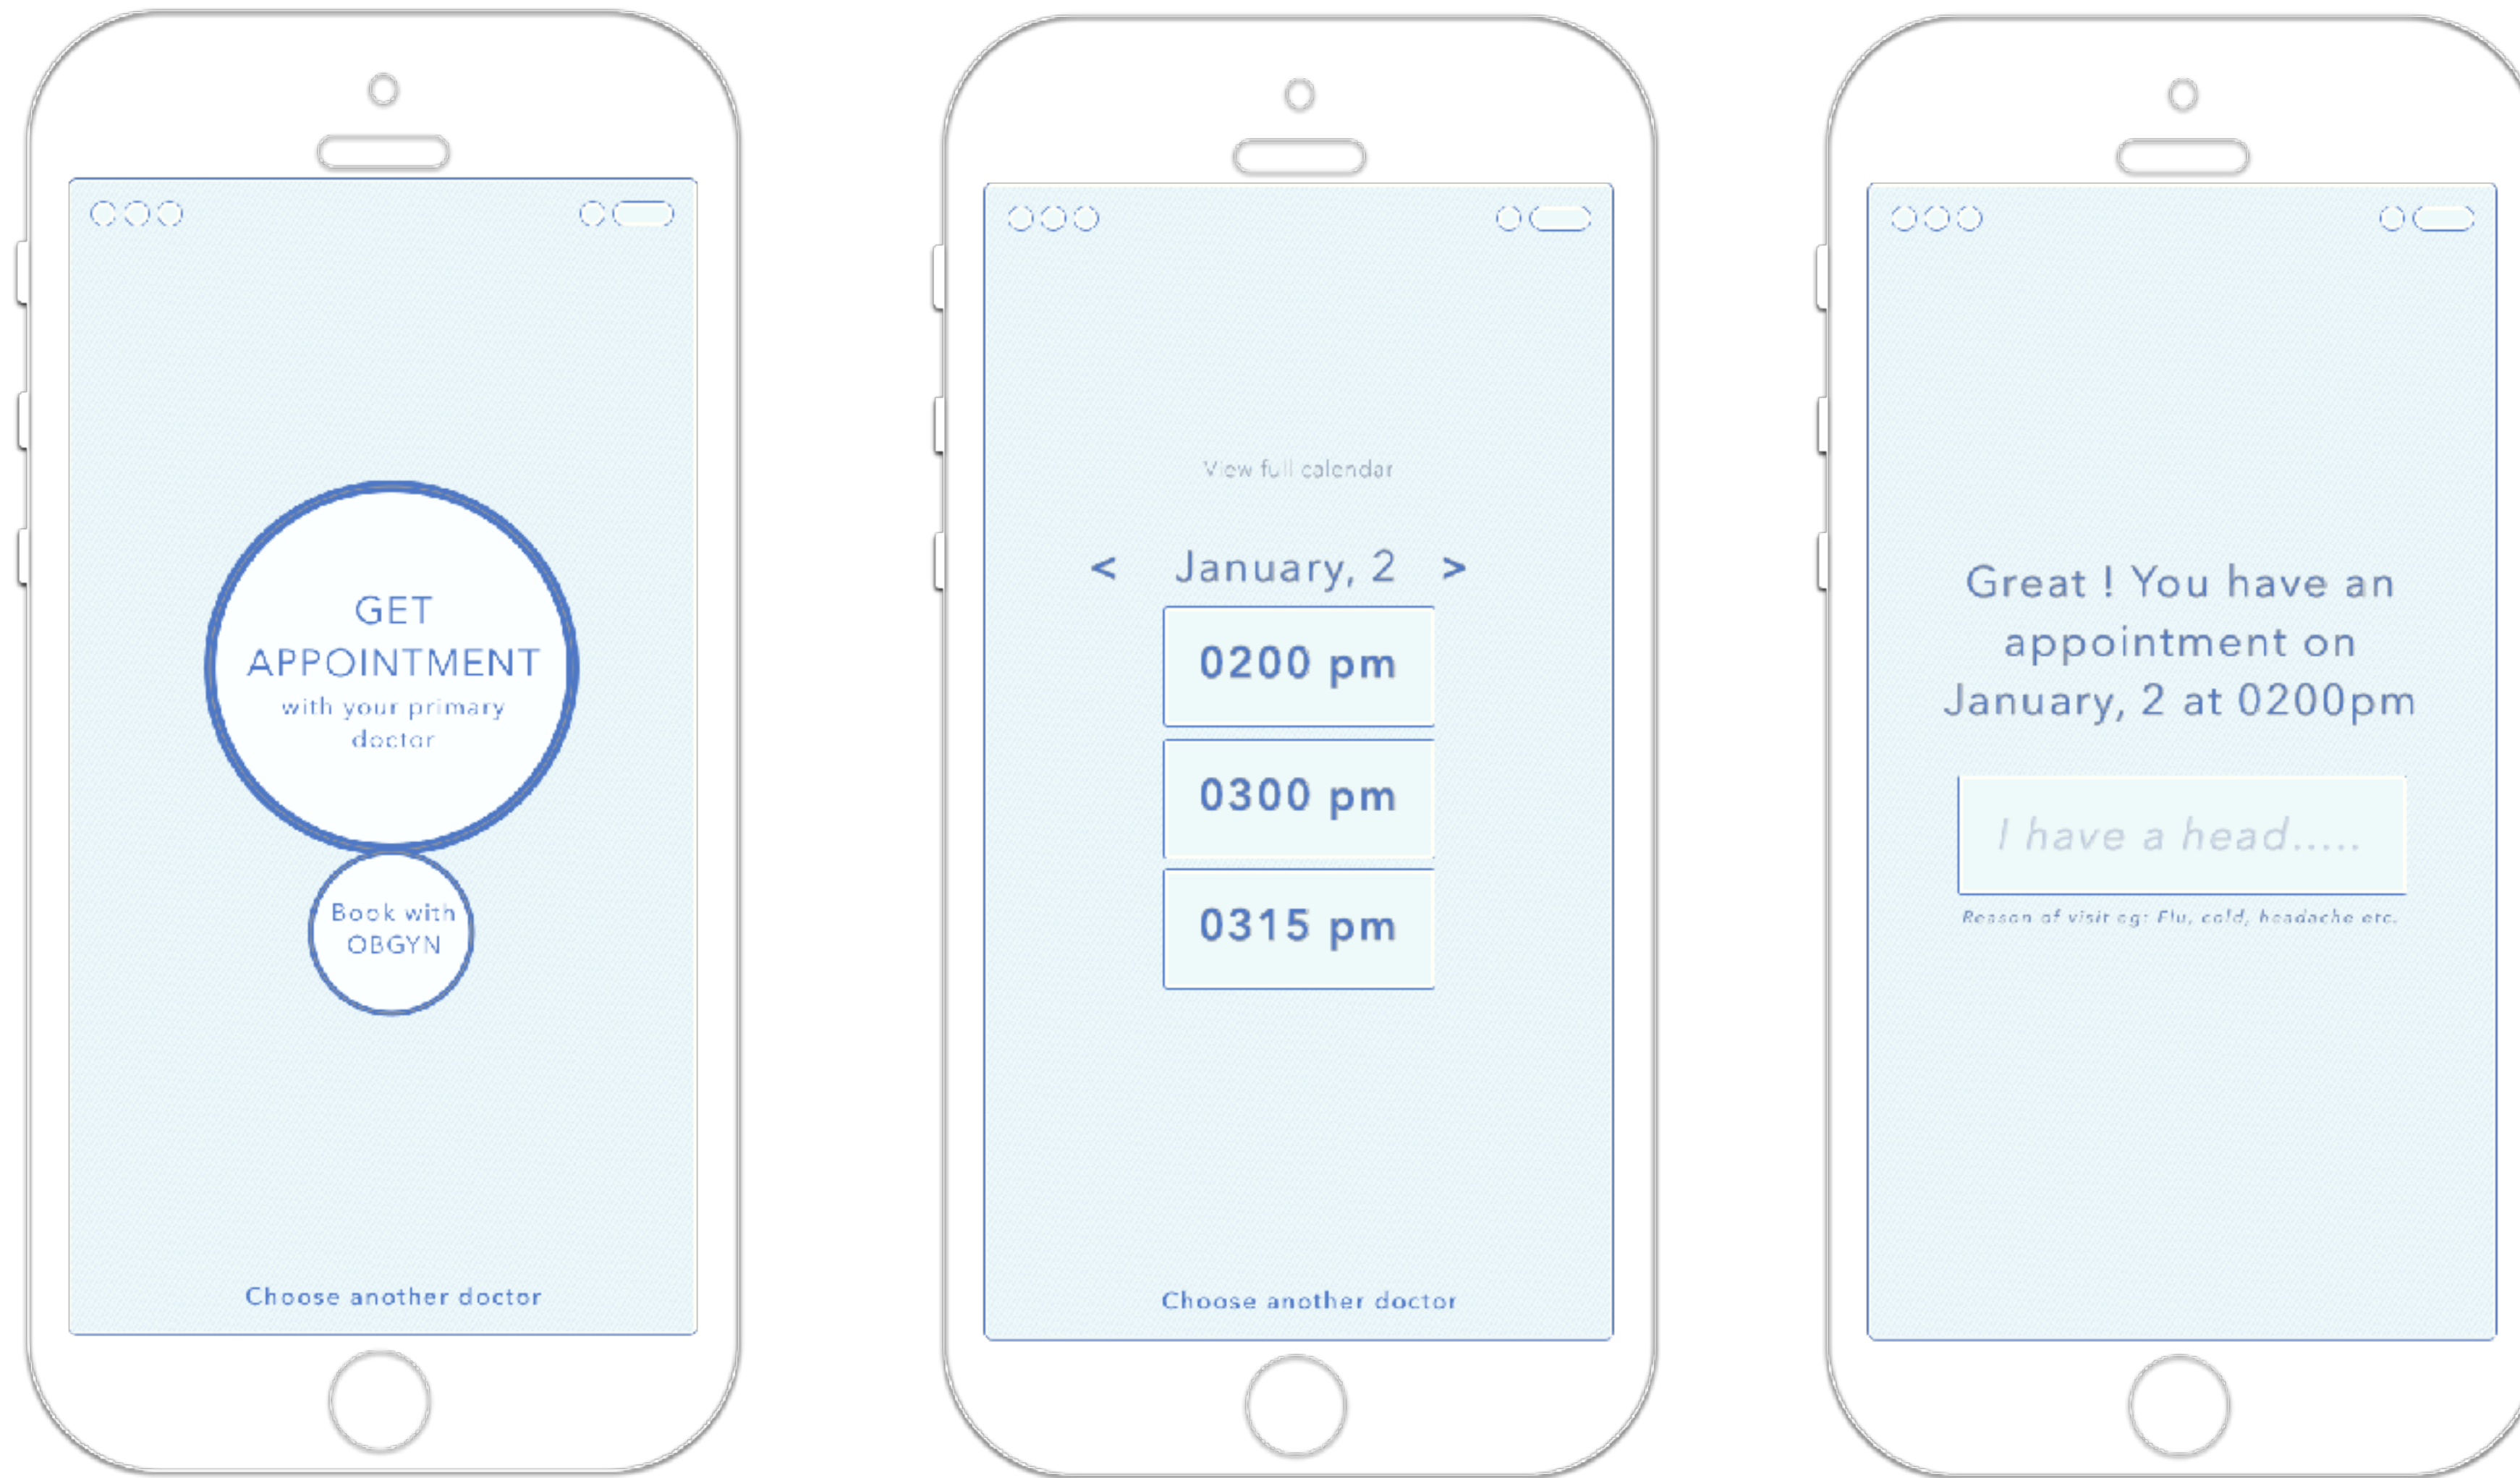 GET
APPOINTMENT
with your primary
doctor
Book with
OBGYN
Choose another doctor
View full calendar
< January, 2 >
0200 pm
0300 pm
0315 pm
Choose another doctor
Great ! You have an
appointment on
January, 2 at 0200pm
I have a head.....
Reason of visit eg: Flu, cold, headache etc.